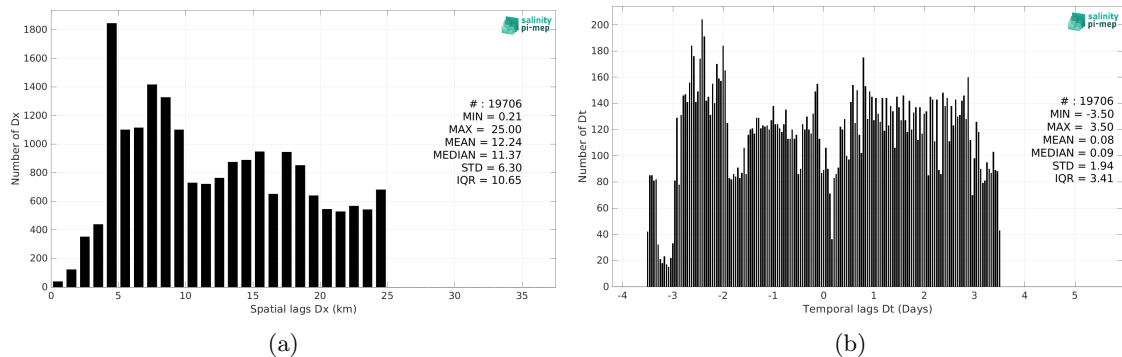 1800
1600
1400
1200
1000
800
600
400
200
0
Number of Dx
salinity
pi-mep
# : 19706
MIN = 0.21
MAX = 25.00
MEAN = 12.24
MEDIAN = 11.37
STD = 6.30
IQR = 10.65
0 5 10 15 20 25 30 35
Spatial lags Dx (km)
(a)
200
180
160
140
120
100
80
60
40
20
0
Number of Dt
salinity
pi-mep
# : 19706
MIN = -3.50
MAX = 3.50
MEAN = 0.08
MEDIAN = 0.09
STD = 1.94
IQR = 3.41
-4 -3 -2 -1 0 1 2 3 4 5
Temporal lags Dt (Days)
(b)